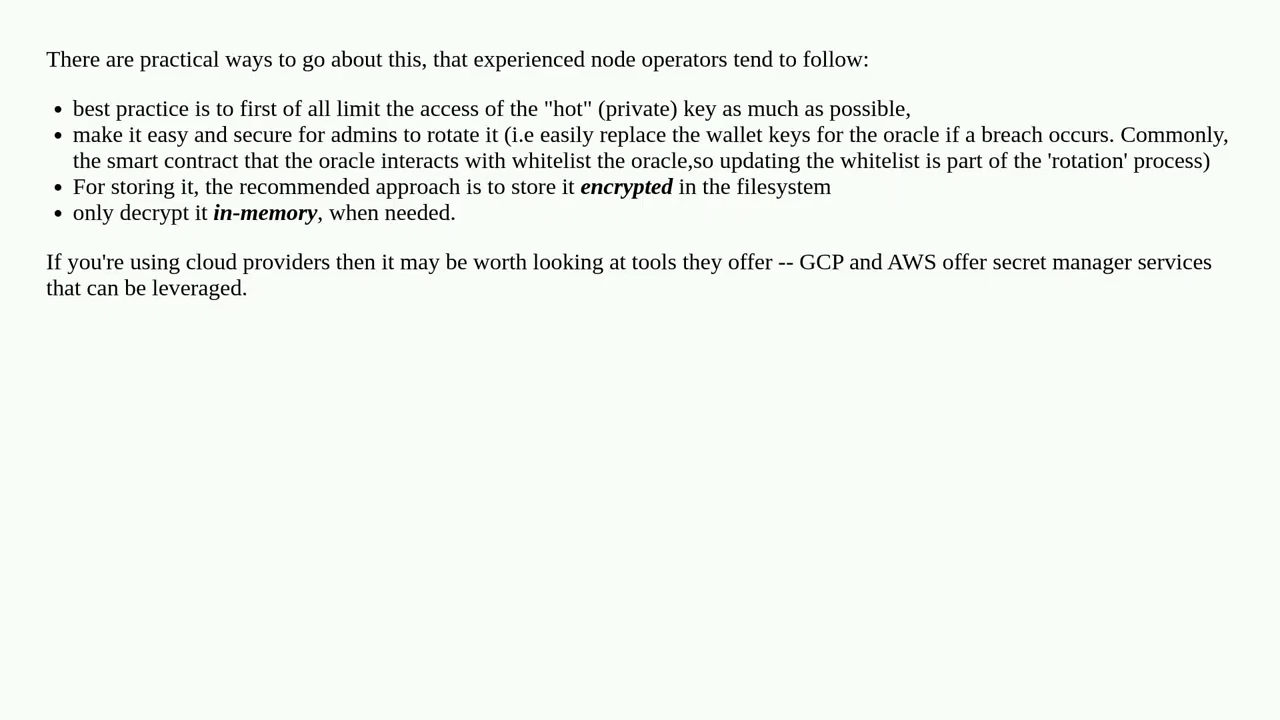 There are practical ways to go about this, that experienced node operators tend to follow:
• best practice is to first of all limit the access of the "hot" (private) key as much as possible,
• make it easy and secure for admins to rotate it (i.e easily replace the wallet keys for the oracle if a breach occurs. Commonly,
the smart contract that the oracle interacts with whitelist the oracle,so updating the whitelist is part of the 'rotation' process)
• For storing it, the recommended approach is to store it encrypted in the filesystem
• only decrypt it in-memory, when needed.
If you're using cloud providers then it may be worth looking at tools they offer -- GCP and AWS offer secret manager services
that can be leveraged.